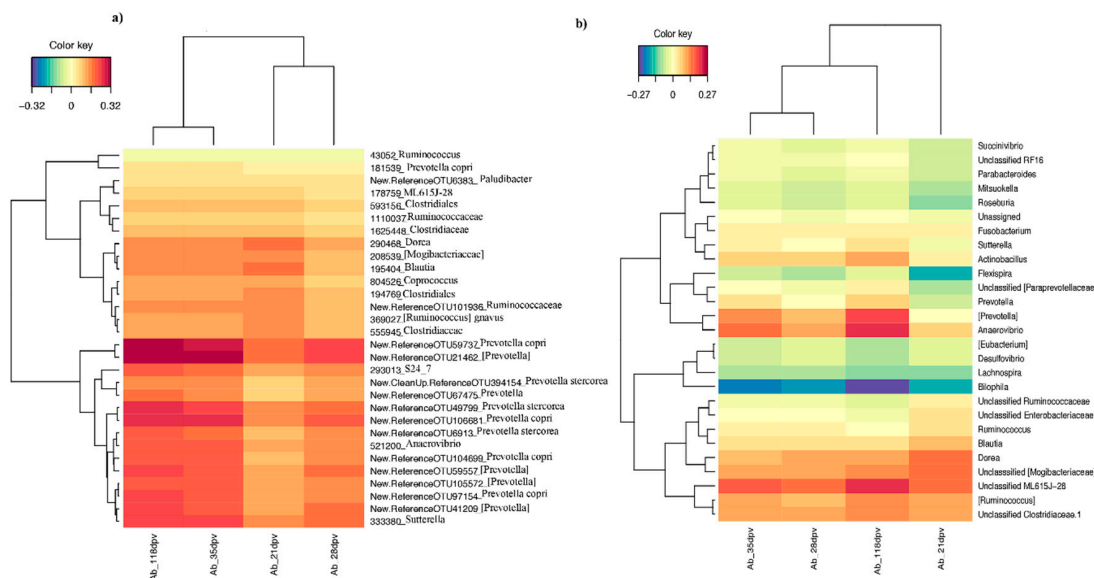 a)
Color key
−0.32 0 0.32
43052_Ruminococcus
181539_Prevotella copri
New.ReferenceOTU6383_Paludibacter
178759_ML615J-28
593156_Clostridiales
1110037_Ruminococcaceae
1625448_Clostridiaceae
290468_Dorea
208539_[Mogibacteriaceae]
195404_Blautia
804526_Coprococcus
194769_Clostridiales
New.ReferenceOTU101936_Ruminococcaceae
369027_[Ruminococcus] gnavus
555945_Clostridiaceae
New.ReferenceOTU59737_Prevotella copri
New.ReferenceOTU21462_[Prevotella]
293013_S24_7
New.CleanUp.ReferenceOTU394154_Prevotella stercorea
New.ReferenceOTU67475_Prevotella
New.ReferenceOTU49799_Prevotella stercorea
New.ReferenceOTU106681_Prevotella copri
New.ReferenceOTU6913_Prevotella stercorea
521200_Anaerovibrio
New.ReferenceOTU104699_Prevotella copri
New.ReferenceOTU59557_[Prevotella]
New.ReferenceOTU105572_[Prevotella]
New.ReferenceOTU97154_Prevotella copri
New.ReferenceOTU41209_[Prevotella]
333380_Sutterella
Ab_118dpv
Ab_35dpv
Ab_21dpv
Ab_28dpv
b)
Color key
−0.27 0 0.27
Succinivibrio
Unclassified RF16
Parabacteroides
Mitsuokella
Roseburia
Unassigned
Fusobacterium
Sutterella
Actinobacillus
Flexispira
Unclassified [Paraprevotellaceae
Prevotella
[Prevotella]
Anaerovibrio
[Eubacterium]
Desulfovibrio
Lachnospira
Bilophila
Unclassified Ruminococcaceae
Unclassified Enterobacteriaceae
Ruminococcus
Blautia
Dorea
Unclassified [Mogibacteriaceae]
Unclassified ML615J-28
[Ruminococcus]
Unclassified Clostridiaceae.1
Ab_35dpv
Ab_28dpv
Ab_118dpv
Ab_21dpv